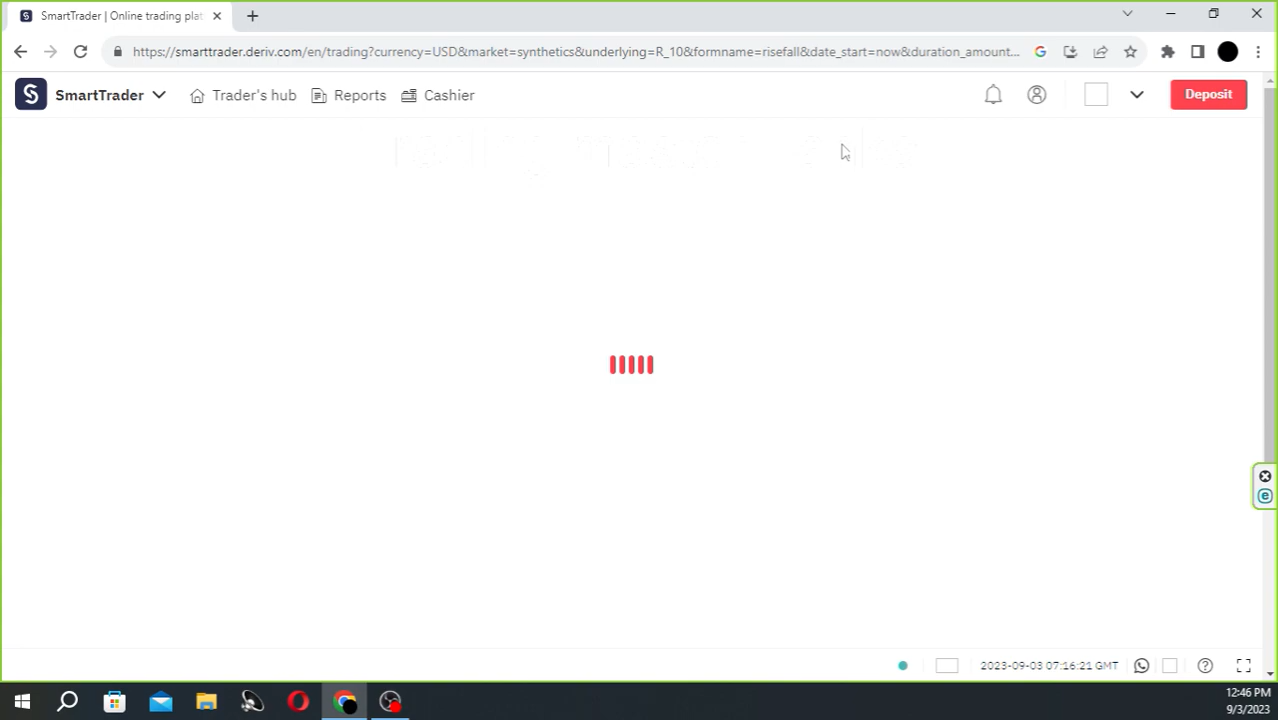 SmartTrader | Online trading plat
https://smarttrader.deriv.com/en/trading?currency=USD&market=synthetics&underlying=R_10&formname=risefall&date_start=now&duration_amount...
SmartTrader
Trader's hub
Reports
Cashier
Deposit
2023-09-03 07:16:21 GMT
12:46 PM
9/3/2023